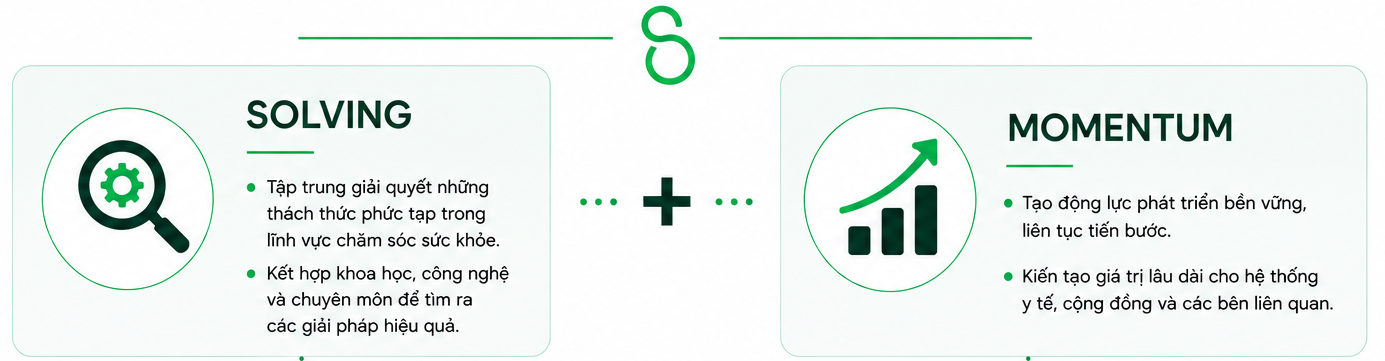 SOLVING
Tập trung giải quyết những
thách thức phức tạp trong
lĩnh vực chăm sóc sức khỏe.
Kết hợp khoa học, công nghệ
và chuyên môn để tìm ra
các giải pháp hiệu quả.
MOMENTUM
Tạo động lực phát triển bền vững,
liên tục tiến bước.
Kiến tạo giá trị lâu dài cho hệ thống
y tế, cộng đồng và các bên liên quan.